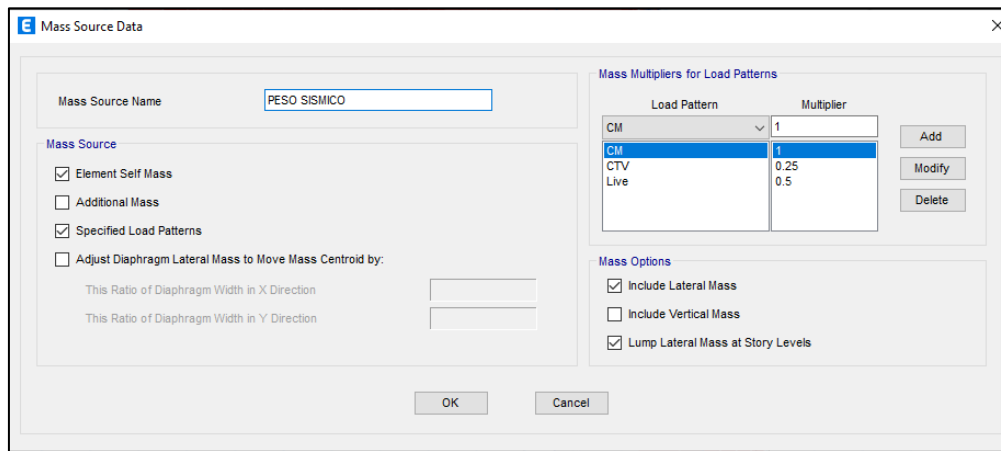 E Mass Source Data
Mass Source Name PESO SISMICO
Mass Source
Element Self Mass
Additional Mass
Specified Load Patterns
Adjust Diaphragm Lateral Mass to Move Mass Centroid by:
This Ratio of Diaphragm Width in X Direction
This Ratio of Diaphragm Width in Y Direction
Mass Multipliers for Load Patterns
Load Pattern Multiplier
CM 1 Add
CM 1
CTV 0.25 Modify
Live 0.5
Delete
Mass Options
Include Lateral Mass
Include Vertical Mass
Lump Lateral Mass at Story Levels
OK Cancel